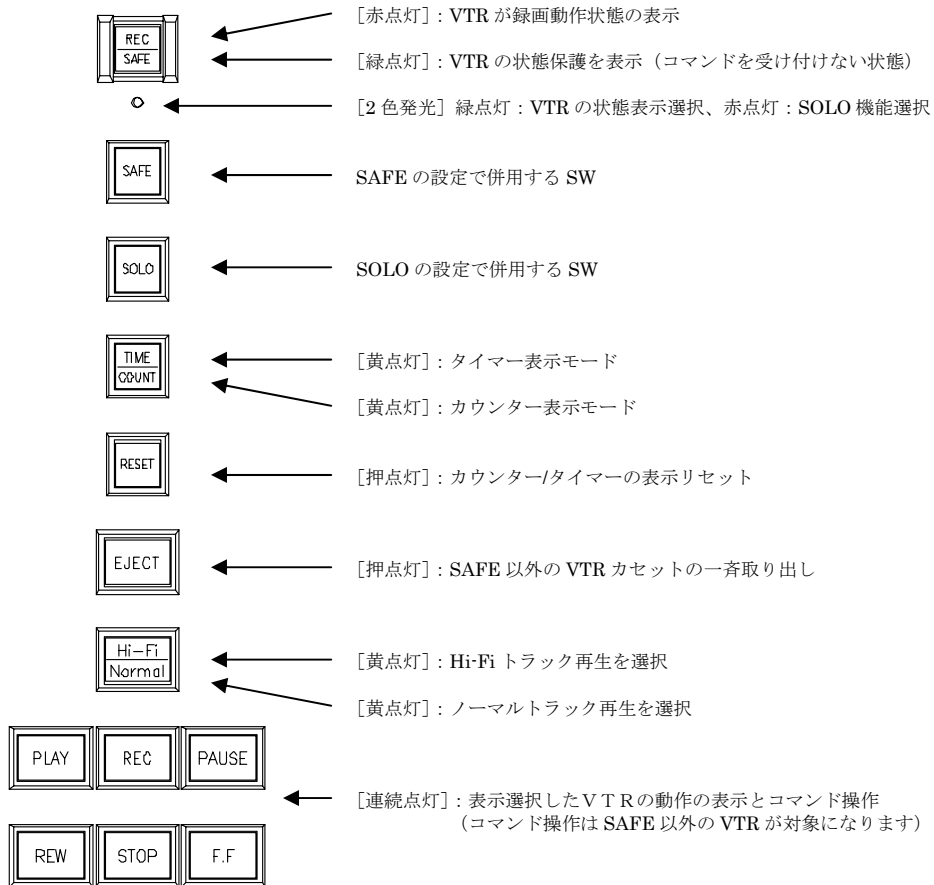 REC
SAFE
［赤点灯］：VTR が録画動作状態の表示
［緑点灯］：VTR の状態保護を表示（コマンドを受け付けない状態）
［2 色発光］緑点灯：VTR の状態表示選択、赤点灯：SOLO 機能選択
SAFE
SAFE の設定で併用する SW
SOLO
SOLO の設定で併用する SW
TIME
COUNT
［黄点灯］：タイマー表示モード
［黄点灯］：カウンター表示モード
RESET
［押点灯］：カウンター/タイマーの表示リセット
EJECT
［押点灯］：SAFE 以外の VTR カセットの一斉取り出し
Hi-Fi
Normal
［黄点灯］：Hi-Fi トラック再生を選択
［黄点灯］：ノーマルトラック再生を選択
PLAY REC PAUSE
［連続点灯］：表示選択したＶＴＲの動作の表示とコマンド操作
（コマンド操作は SAFE 以外の VTR が対象になります）
REW STOP F.F